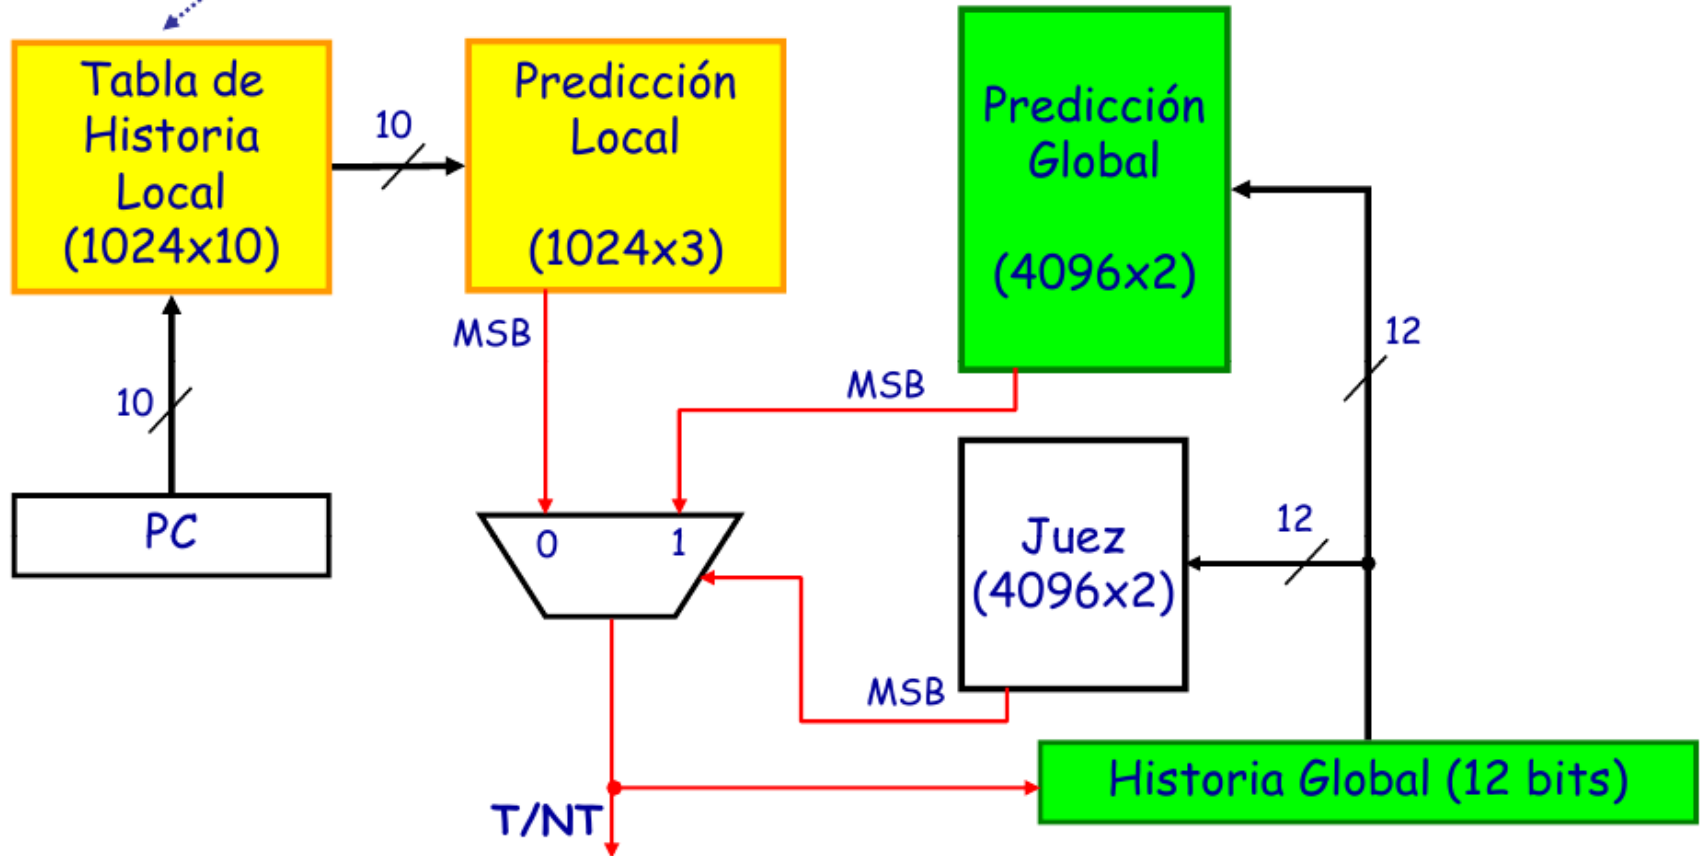 Tabla de
Historia
Local
(1024x10)
10
Predicción
Local
(1024x3)
Predicción
Global
(4096x2)
MSB
MSB
12
10
PC
0
1
Juez
(4096x2)
12
MSB
Historia Global (12 bits)
T/NT